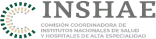 INSHAE
COMISIÓN COORDINADORA DE
INSTITUTOS NACIONALES DE SALUD
Y HOSPITALES DE ALTA ESPECIALIDAD